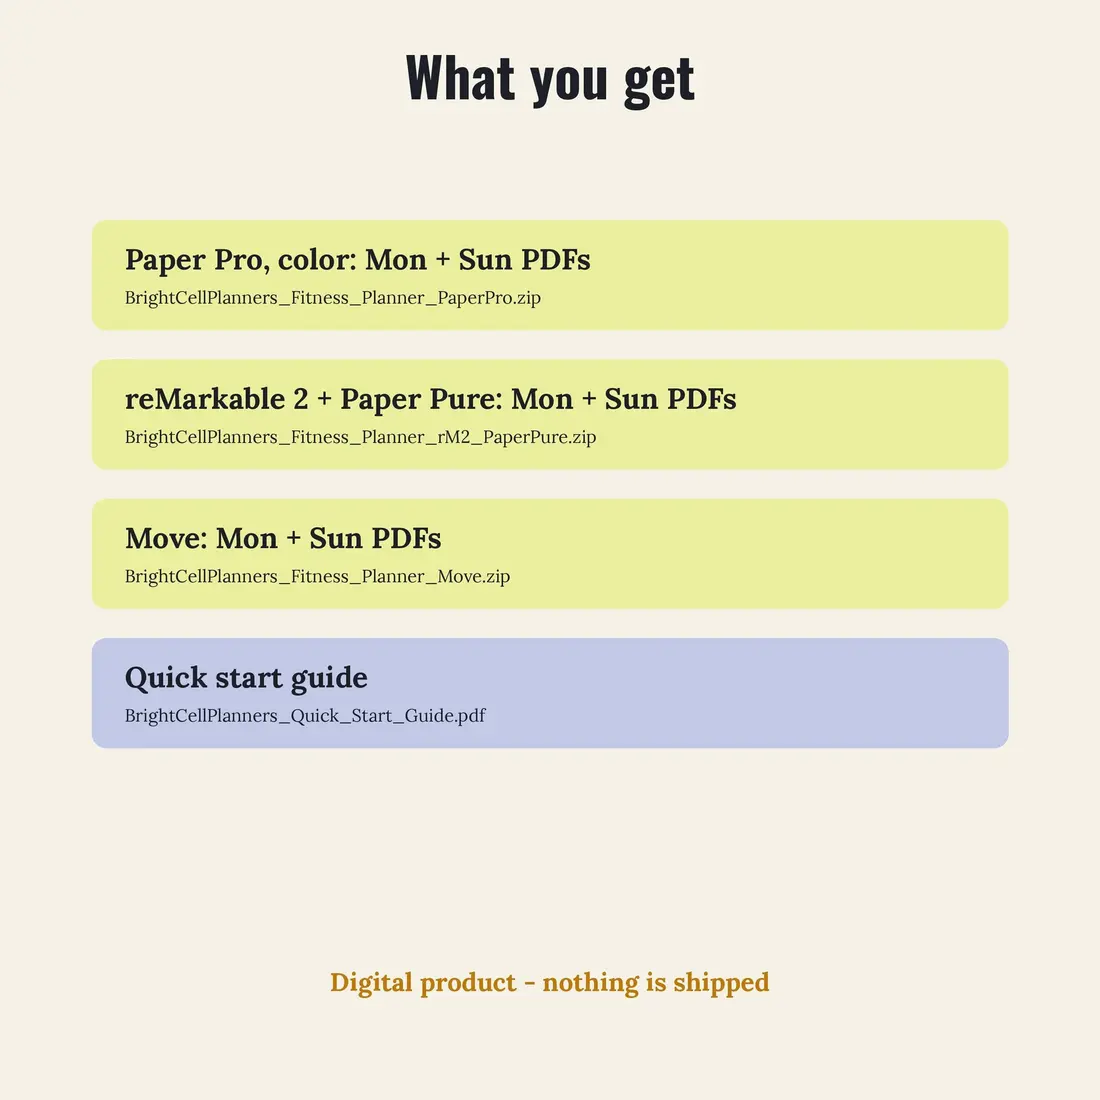 What you get
Paper Pro, color: Mon + Sun PDFs
BrightCellPlanners_Fitness_Planner_PaperPro.zip
reMarkable 2 + Paper Pure: Mon + Sun PDFs
BrightCellPlanners_Fitness_Planner_rM2_PaperPure.zip
Move: Mon + Sun PDFs
BrightCellPlanners_Fitness_Planner_Move.zip
Quick start guide
BrightCellPlanners_Quick_Start_Guide.pdf
Digital product - nothing is shipped